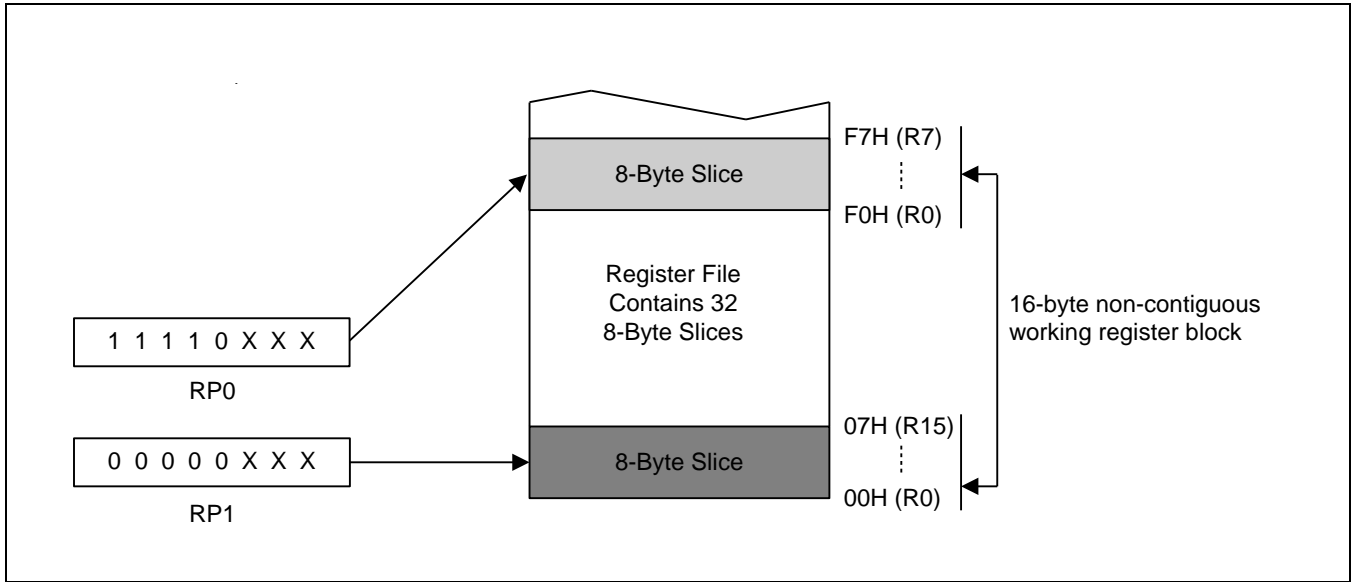 F7H (R7)
8-Byte Slice
F0H (R0)
Register File
Contains 32
8-Byte Slices
16-byte non-contiguous
working register block
1 1 1 1 0 X X X
RP0
07H (R15)
0 0 0 0 0 X X X
8-Byte Slice
00H (R0)
RP1